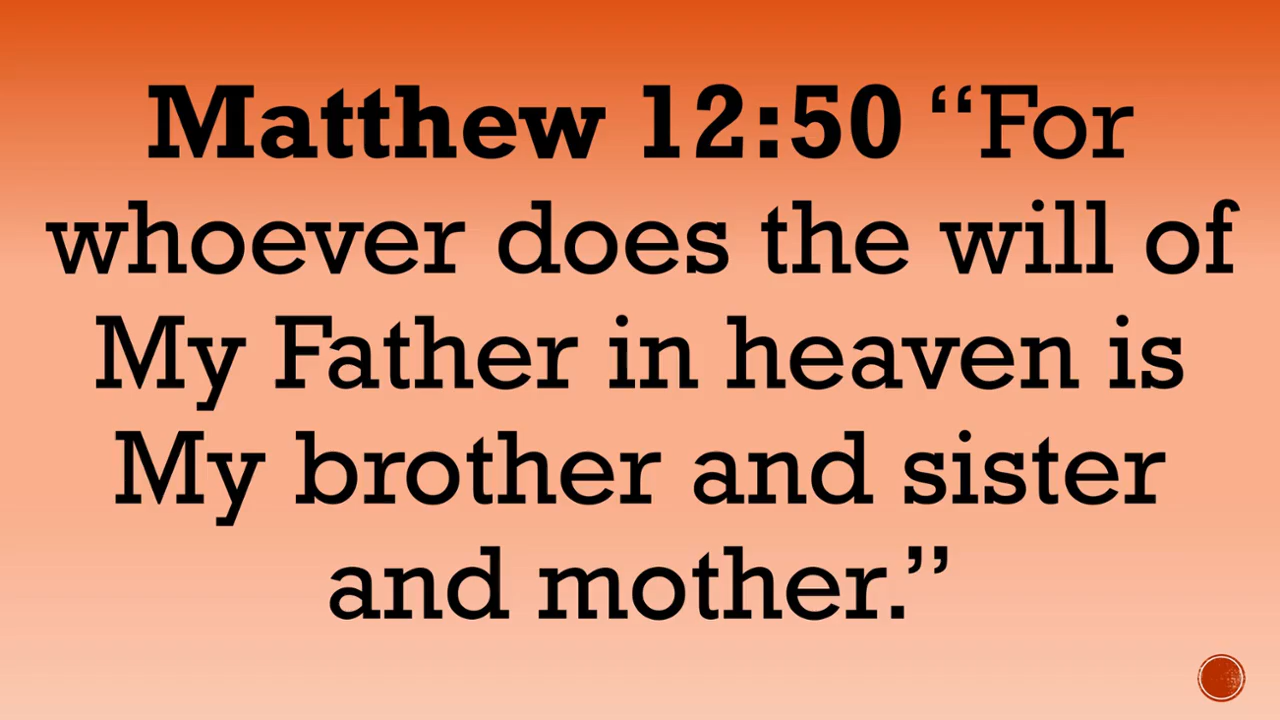 Matthew 12:50 “For
whoever does the will of
My Father in heaven is
My brother and sister
and mother.”